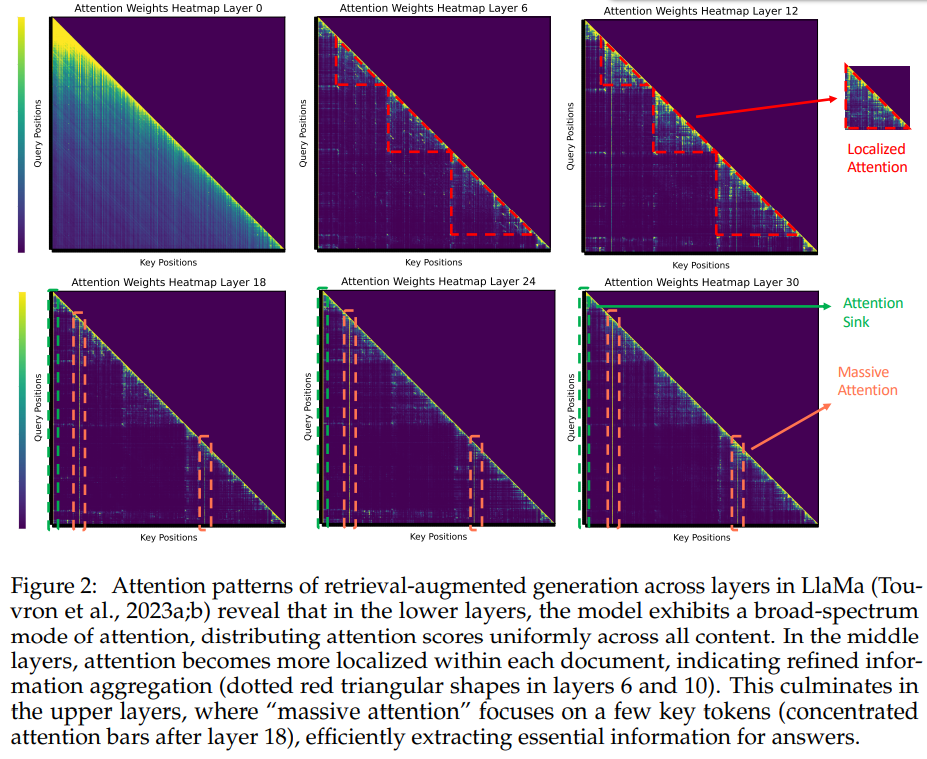 Attention Weights Heatmap Layer 0
Attention Weights Heatmap Layer 6
Attention Weights Heatmap Layer 12
Query Positions
Query Positions
Query Positions
Localized
Attention
Key Positions
Key Positions
Key Positions
Attention Weights Heatmap Layer 18
Attention Weights Heatmap Layer 24
Attention Weights Heatmap Layer 30
Query Positions
Query Positions
Query Positions
Attention
Sink
Massive
Attention
Key Positions
Key Positions
Key Positions
Figure 2: Attention patterns of retrieval-augmented generation across layers in LlaMa (Tou-
vron et al., 2023a;b) reveal that in the lower layers, the model exhibits a broad-spectrum
mode of attention, distributing attention scores uniformly across all content. In the middle
layers, attention becomes more localized within each document, indicating refined infor-
mation aggregation (dotted red triangular shapes in layers 6 and 10). This culminates in
the upper layers, where “massive attention” focuses on a few key tokens (concentrated
attention bars after layer 18), efficiently extracting essential information for answers.